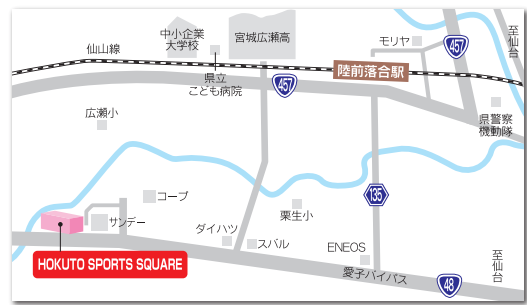 中小企業
大学校
宮城広瀬高
モリヤ
457
至仙台
仙山線
陸前落合駅
県立
こども病院
457
広瀬小
県警察
機動隊
コープ
135
サンデー
栗生小
ダイハツ
スバル
ENEOS
至仙台
HOKUTO SPORTS SQUARE
愛子バイパス
48